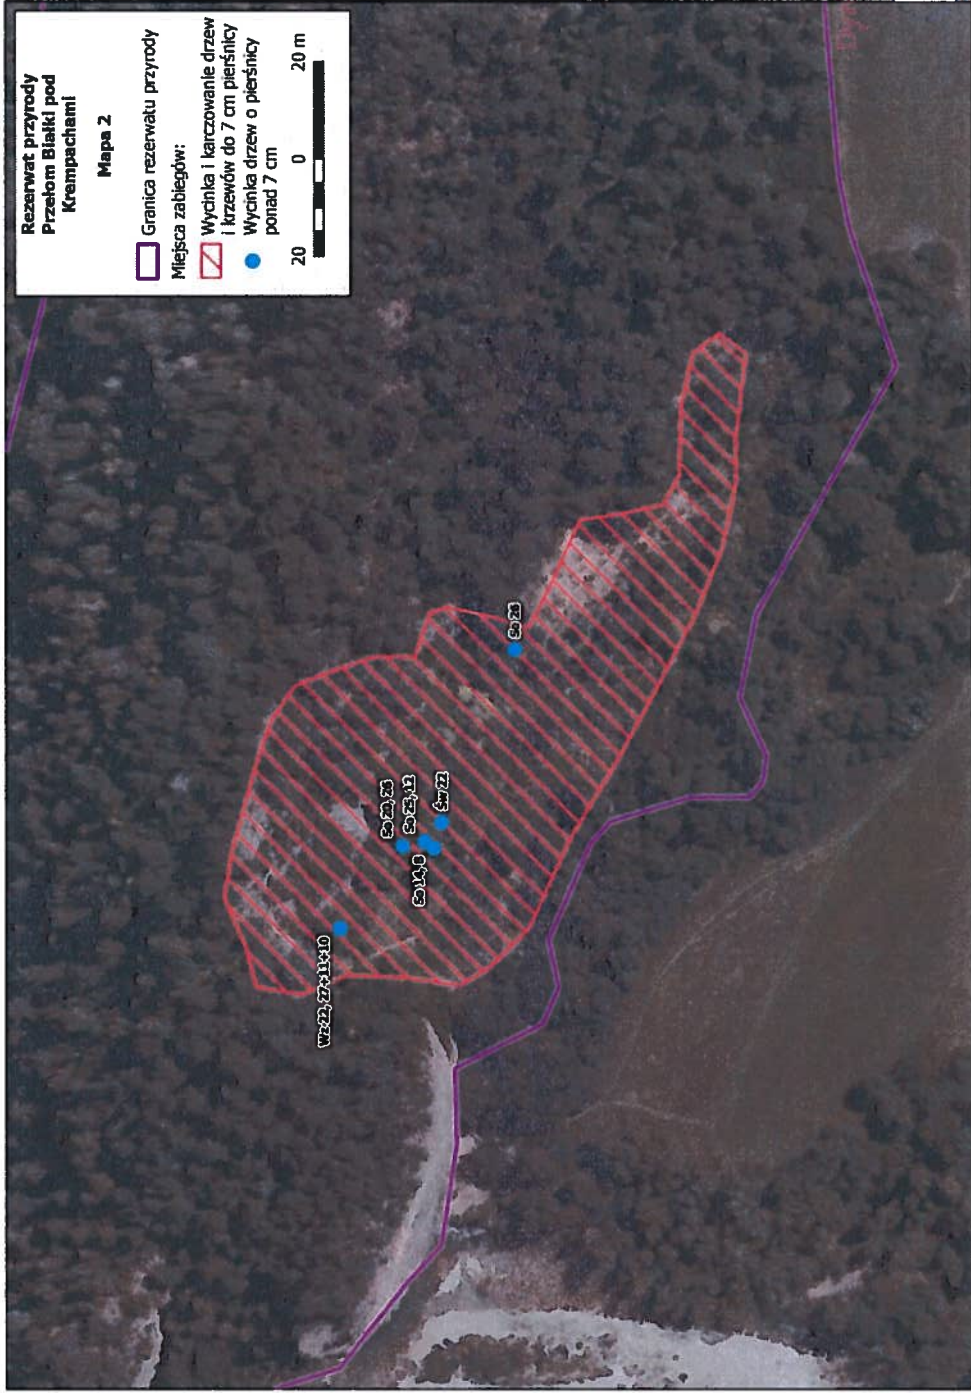 Rezerwat przyrody
Przełom Białki pod
Krempachami
Mapa 2
Granica rezerwatu przyrody
Miejsca zabiegów:
Wycinka i karczowanie drzew
i krzewów do 7 cm pierśnicy
Wycinka drzew o pierśnicy
ponad 7 cm
20 0 20 m
Wz 22, 27+11+10
So 20, 26
So 25, 12
So 14, 8
Św 22
So 26